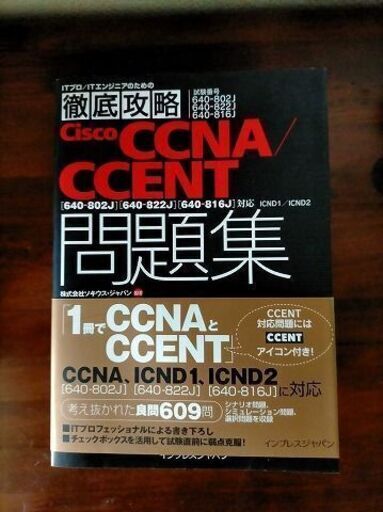 ITプロ/ITエンジニアのための
徹底攻略
試験番号
640-802J
640-822J
640-816J
Cisco CCNA/
CCENT
[640-802J][640-822J][640-816J]対応 ICND1/ICND2
問題集
株式会社ソキウス・ジャパン
「1冊でCCNAと
CCENT」
CCENT
対応問題には
CCENT
アイコン付き!
CCNA、ICND1、ICND2
[640-802J] [640-822J] [640-816J]に対応
考え抜かれた良問609問
シナリオ問題、
シミュレーション問題、
選択問題を収録
■ITプロフェッショナルによる書き下ろし
■チェックボックスを活用して試験直前に弱点克服!
インプレスジャパン
インプレスジャパン